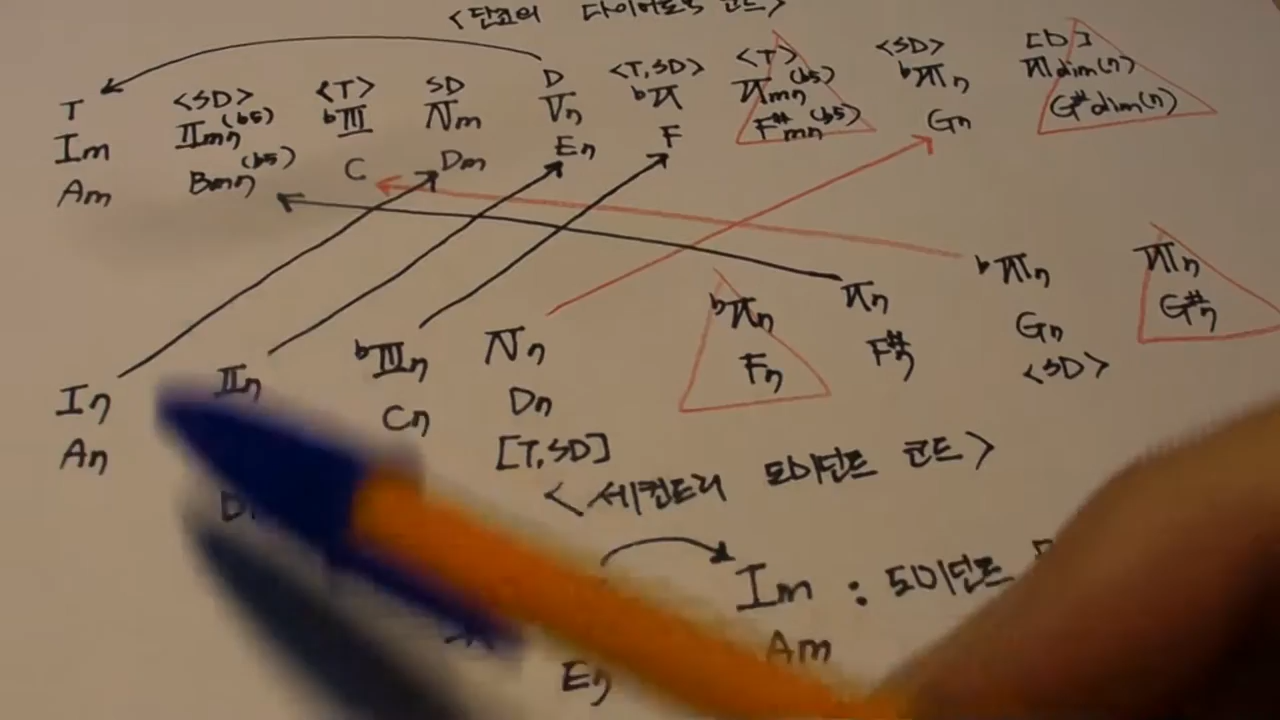 <단조의 다이어토닉 코드>
T <SD> <T> SD D <T,SD> <T> <SD> [D]
Im IIm7(b5) bIII IVm V7 bVI VIm7(b5) bVII7 VIIdim(7)
Am Bm7(b5) C Dm E7 F F#m7(b5) G7 G#dim(7)
I7 II7 bIII7 IV7 bVI7 VI7 bVII7 VII7
A7 C7 D7 F7 F#7 G7 G#7
[T,SD] <SD>
<세컨트리 도미넌트 코드>
Im : 도미넌트
E7 Am